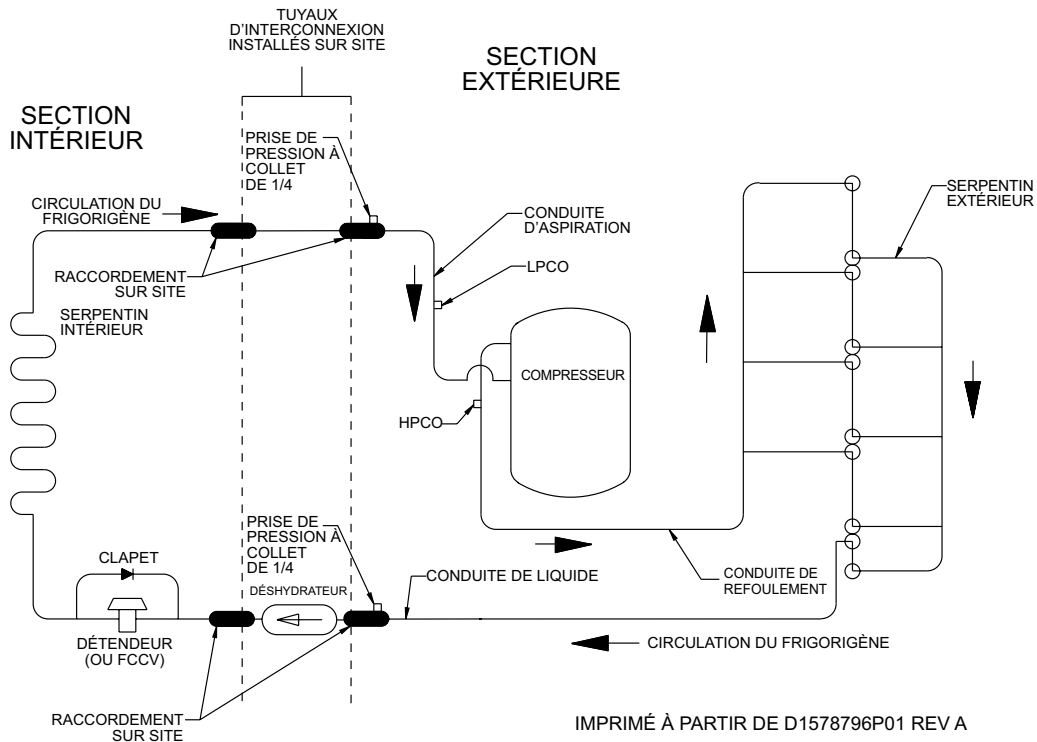 TUYAUX
D'INTERCONNEXION
INSTALLÉS SUR SITE
SECTION
EXTÉRIEURE
SECTION
INTÉRIEUR
PRISE DE
PRESSION À
COLLET
DE 1/4
CIRCULATION DU
FRIGORIGÈNE
CONDUITE
D'ASPIRATION
SERPENTIN
EXTÉRIEUR
RACCORDEMENT
SUR SITE
LPCO
SERPENTIN
INTÉRIEUR
COMPRESSEUR
HPCO
PRISE DE
PRESSION À
COLLET
DE 1/4
CLAPET
DÉSHYDRATEUR
CONDUITE DE LIQUIDE
CONDUITE DE
REFOULEMENT
DÉTENDEUR
(OU FCCV)
CIRCULATION DU FRIGORIGÈNE
RACCORDEMENT
SUR SITE
IMPRIMÉ À PARTIR DE D1578796P01 REV A